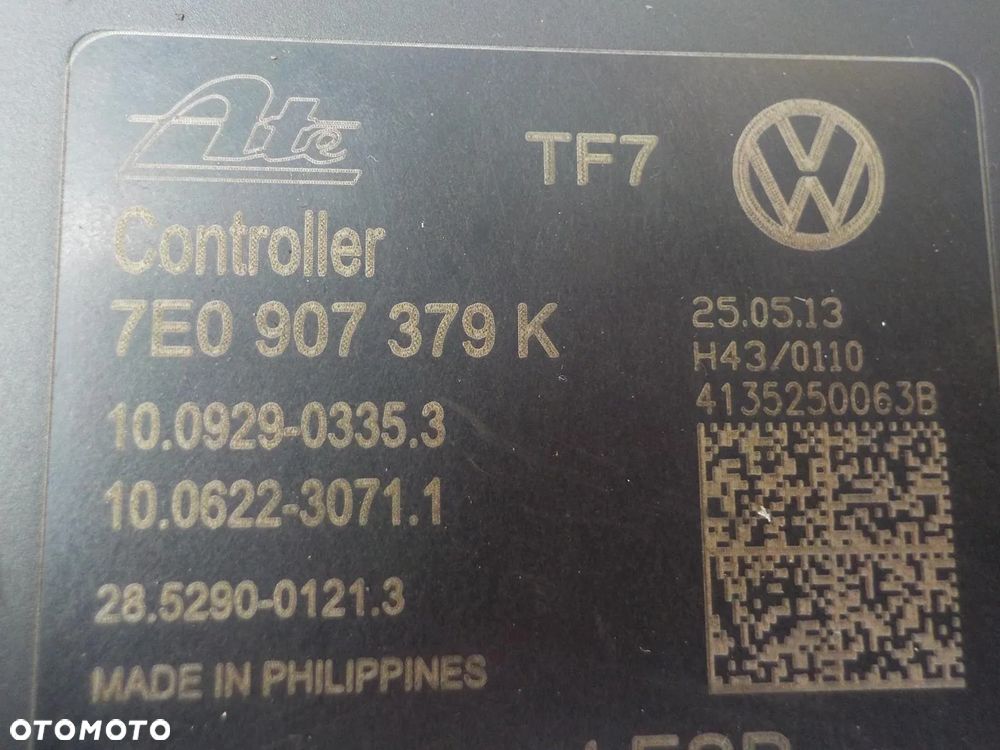 Ate
TF7
Controller
7E0 907 379 K
25.05.13
H43/0110
4135250063B
10.0929-0335.3
10.0622-3071.1
28.5290-0121.3
MADE IN PHILIPPINES
OTOMOTO